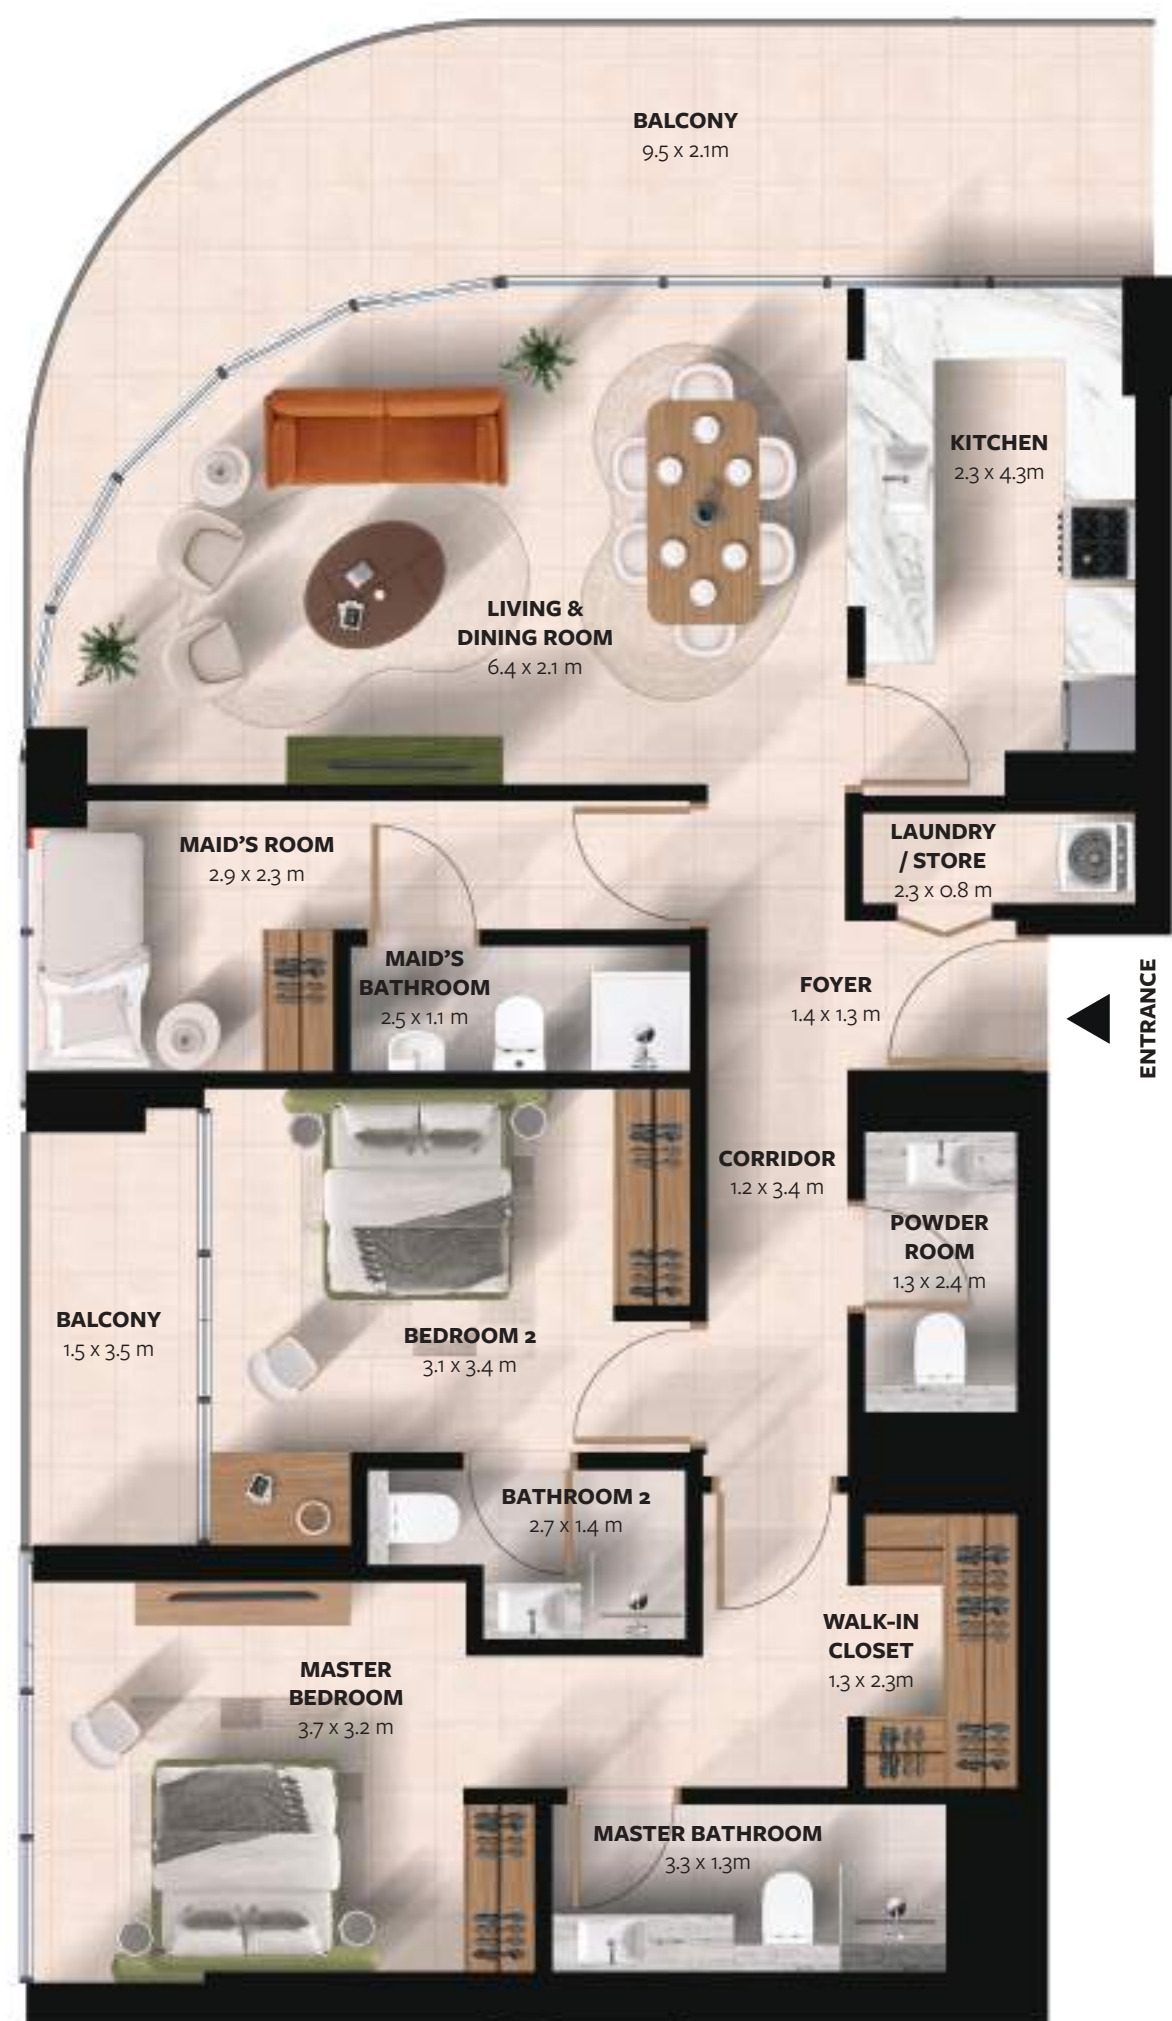 BALCONY
9.5 x 2.1m
KITCHEN
2.3 x 4.3m
LIVING &
DINING ROOM
6.4 x 2.1 m
MAID'S ROOM
2.9 x 2.3 m
LAUNDRY
/ STORE
2.3 x 0.8 m
MAID'S
BATHROOM
2.5 x 1.1 m
FOYER
1.4 x 1.3 m
ENTRANCE
CORRIDOR
1.2 x 3.4 m
POWDER
ROOM
1.3 x 2.4 m
BALCONY
1.5 x 3.5 m
BEDROOM 2
3.1 x 3.4 m
BATHROOM 2
2.7 x 1.4 m
WALK-IN
CLOSET
1.3 x 2.3m
MASTER
BEDROOM
3.7 x 3.2 m
MASTER BATHROOM
3.3 x 1.3m